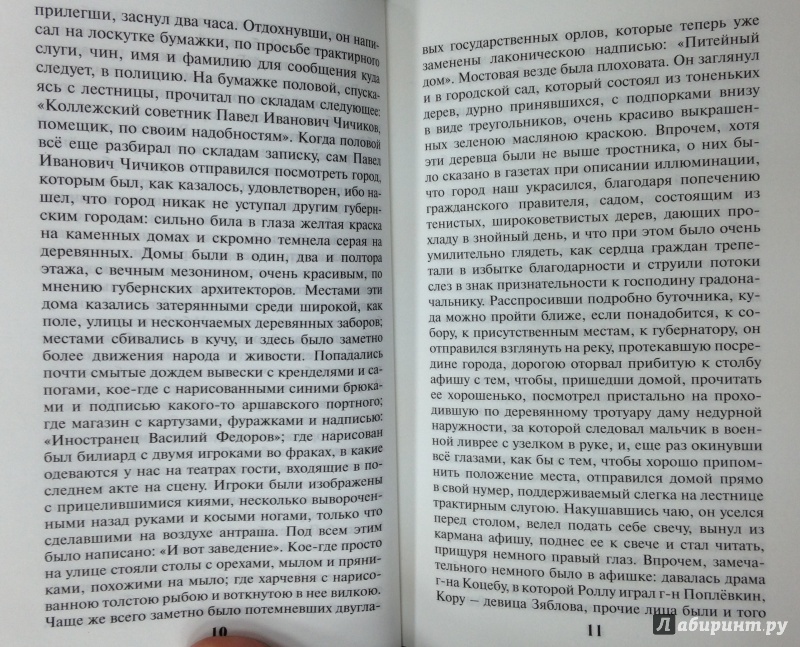 прилегши, заснул два часа. Отдохнувши, он напи-
сал на лоскутке бумажки, по просьбе трактирного
слуги, чин, имя и фамилию для сообщения куда
следует, в полицию. На бумажке половой, спуска-
ясь с лестницы, прочитал по складам следующее:
«Коллежский советник Павел Иванович Чичиков,
помещик, по своим надобностям». Когда половой
всё еще разбирал по складам записку, сам Павел
Иванович Чичиков отправился посмотреть город,
которым был, как казалось, удовлетворен, ибо на-
шел, что город никак не уступал другим губерн-
ским городам: сильно била в глаза желтая краска
на каменных домах и скромно темнела серая на
деревянных. Домы были в один, два и полтора
этажа, с вечным мезонином, очень красивым, по
мнению губернских архитекторов. Местами эти
дома казались затерянными среди широкой, как
поле, улицы и нескончаемых деревянных заборов;
местами сбивались в кучу, и здесь было заметно
более движения народа и живости. Попадались
почти смытые дождем вывески с кренделями и са-
погами, кое-где с нарисованными синими брюка-
ми и подписью какого-то аршавского портного;
где магазин с картузами, фуражками и надписью:
«Иностранец Василий Федоров»; где нарисован
был билиард с двумя игроками во фраках, в какие
одеваются у нас на театрах гости, входящие в по-
следнем акте на сцену. Игроки были изображены
с прицелившимися киями, несколько вывороченн-
ными назад руками и косыми ногами, только что
сделавшими на воздухе антраша. Под всем этим
было написано: «И вот заведение». Кое-где просто
на улице стояли столы с орехами, мылом и пряни-
ками, похожими на мыло; где харчевня с нарисо-
ванною толстою рыбою и воткнутою в нее вилкою.
Чаще же всего заметно было потемневших двугла-
10
вых государственных орлов, которые теперь уже
заменены лаконическою надписью: «Питейный
дом». Мостовая везде была плоховата. Он заглянул
и в городской сад, который состоял из тоненьких
дерев, дурно принявшихся, с подпорками внизу
в виде треугольников, очень красиво выкрашен-
ных зеленою масляною краскою. Впрочем, хотя
эти деревца были не выше тростника, о них бы-
ло сказано в газетах при описании иллюминации,
что город наш украсился, благодаря попечению
гражданского правителя, садом, состоящим из
тенистых, широковетвистых дерев, дающих про-
хладу в знойный день, и что при этом было очень
умилительно глядеть, как сердца граждан трепе-
тали в избытке благодарности и струили потоки
слез в знак признательности к господину градона-
чальнику. Расспросивши подробно буточника, ку-
да можно пройти ближе, если понадобится, к со-
бору, к присутственным местам, к губернатору, он
отправился взглянуть на реку, протекавшую посре-
дине города, дорогою оторвал прибитую к столбу
афишу с тем, чтобы, пришедши домой, прочитать
ее хорошенько, посмотрел пристально на прохо-
дившую по деревянному тротуару даму недурной
наружности, за которой следовал мальчик в воен-
ной ливрее с узелком в руке, и, еще раз окинувши
всё глазами, как бы с тем, чтобы хорошо припом-
нить положение места, отправился домой прямо
в свой нумер, поддерживаемый слегка на лестнице
трактирным слугою. Накушавшись чаю, он уселся
перед столом, велел подать себе свечу, вынул из
кармана афишу, поднес ее к свече и стал читать,
прищуря немного правый глаз. Впрочем, замеча-
тельного немного было в афишке: давалась драма
г-на Коцебу, в которой Роллу играл г-н Поплёвкин,
Кору – девица Зяблова, прочие лица были и того
11
Лабиринт.ру